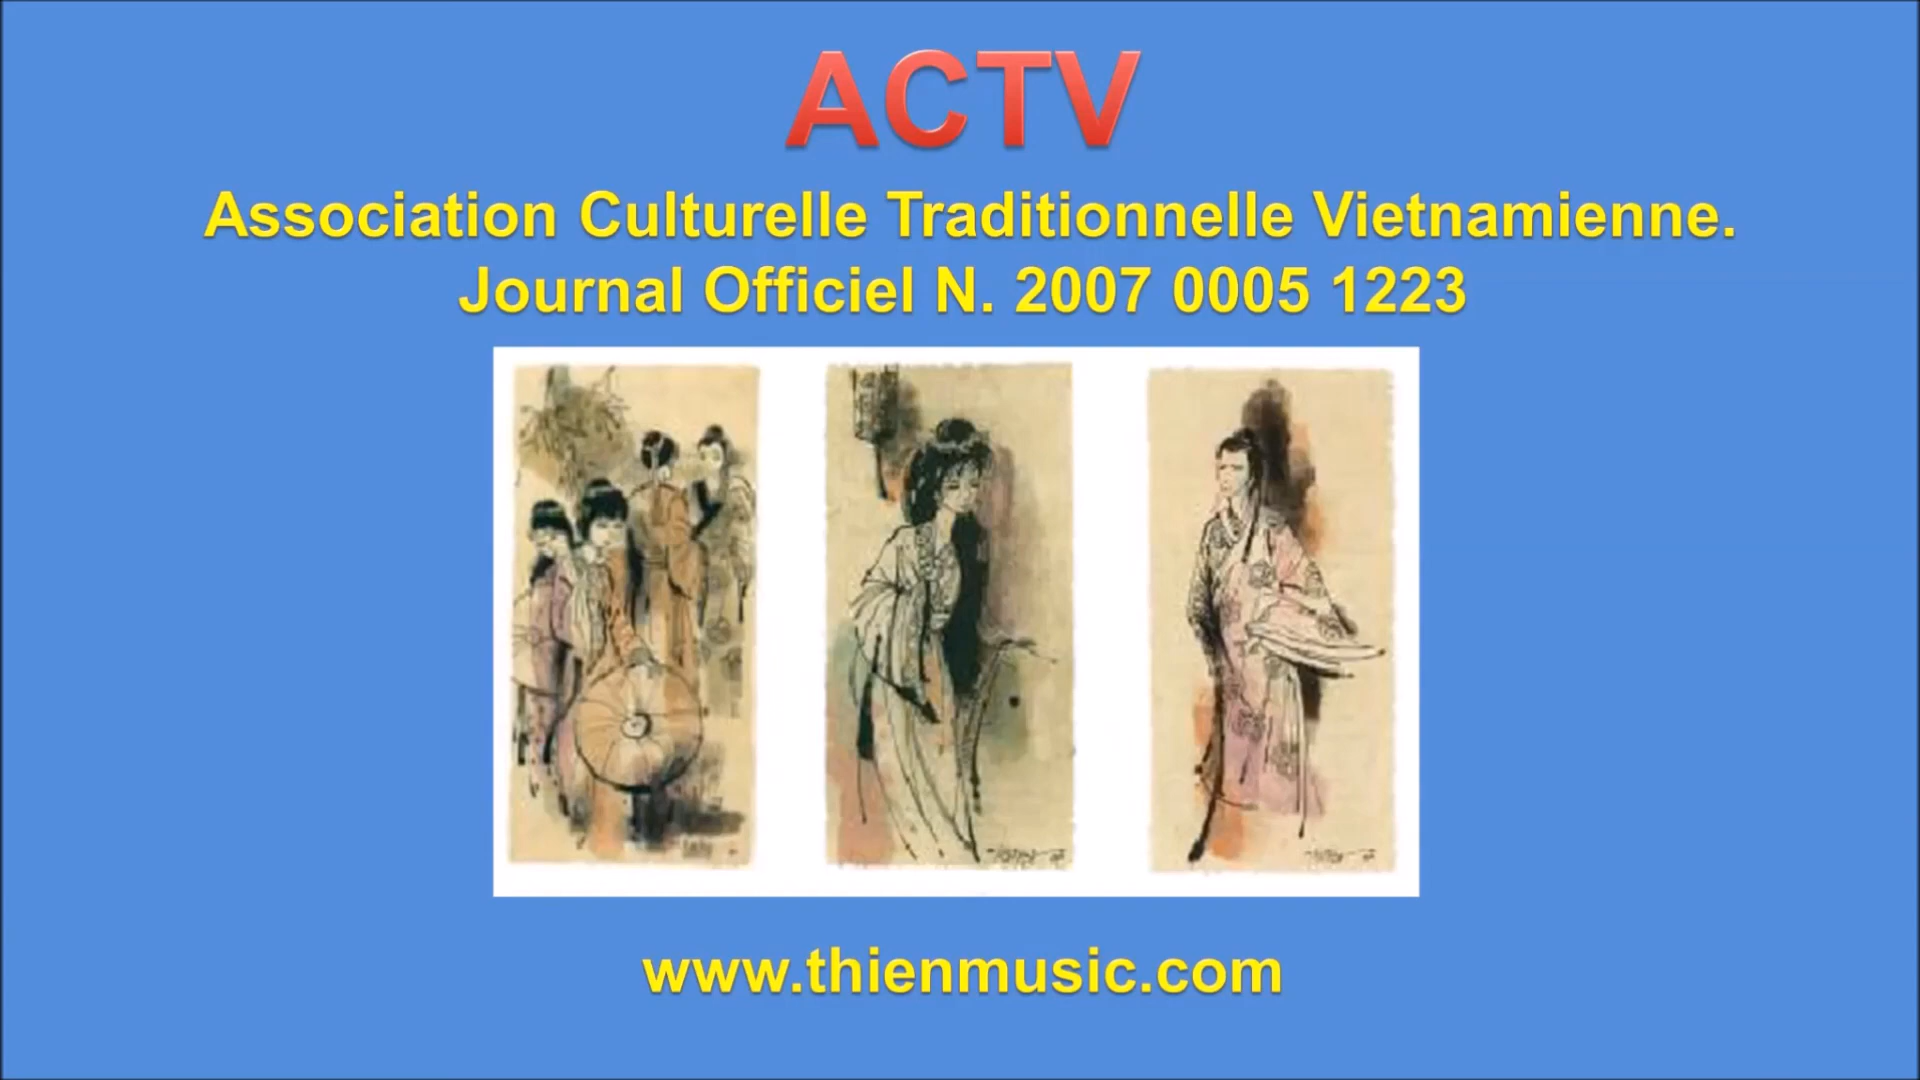 ACTV
Association Culturelle Traditionnelle Vietnamienne.
Journal Officiel N. 2007 0005 1223
www.thienmusic.com